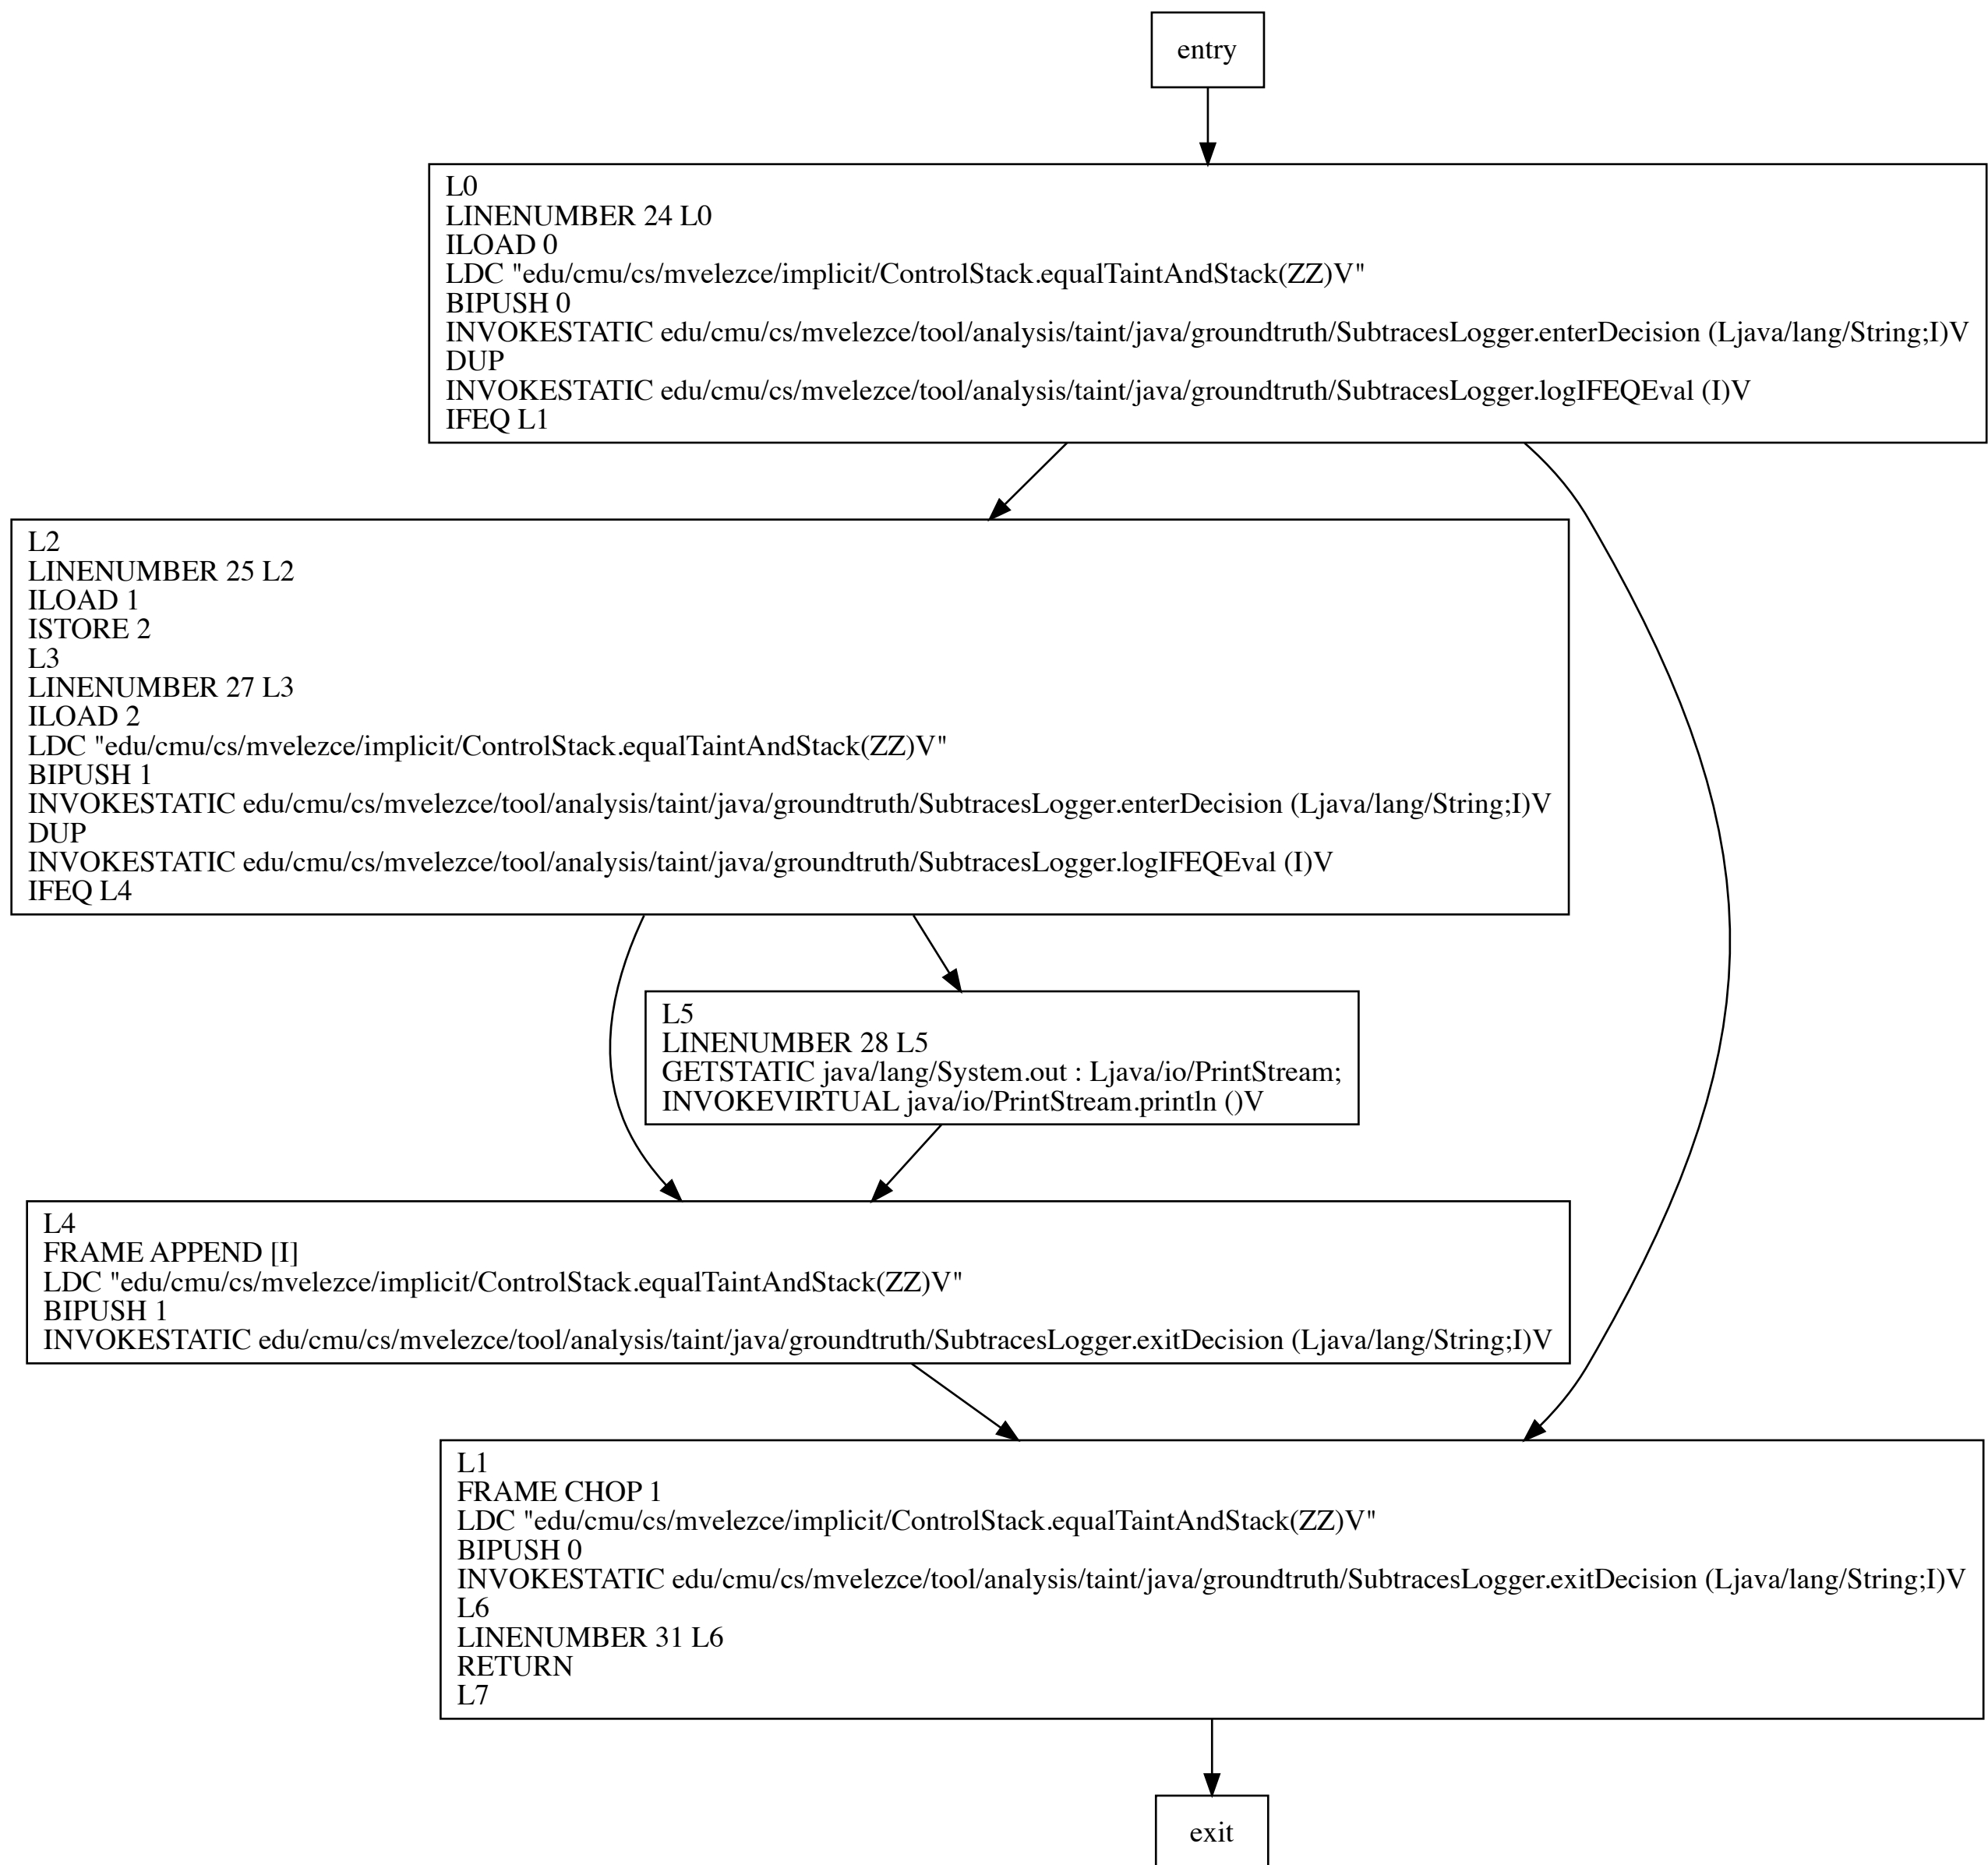 entry
L0
LINENUMBER 24 L0
ILOAD 0
LDC "edu/cmu/cs/mvelezce/implicit/ControlStack.equalTaintAndStack(ZZ)V"
BIPUSH 0
INVOKESTATIC edu/cmu/cs/mvelezce/tool/analysis/taint/java/groundtruth/SubtracesLogger.enterDecision (Ljava/lang/String;I)V
DUP
INVOKESTATIC edu/cmu/cs/mvelezce/tool/analysis/taint/java/groundtruth/SubtracesLogger.logIFEQEval (I)V
IFEQ L1
L2
LINENUMBER 25 L2
ILOAD 1
ISTORE 2
L3
LINENUMBER 27 L3
ILOAD 2
LDC "edu/cmu/cs/mvelezce/implicit/ControlStack.equalTaintAndStack(ZZ)V"
BIPUSH 1
INVOKESTATIC edu/cmu/cs/mvelezce/tool/analysis/taint/java/groundtruth/SubtracesLogger.enterDecision (Ljava/lang/String;I)V
DUP
INVOKESTATIC edu/cmu/cs/mvelezce/tool/analysis/taint/java/groundtruth/SubtracesLogger.logIFEQEval (I)V
IFEQ L4
L5
LINENUMBER 28 L5
GETSTATIC java/lang/System.out : Ljava/io/PrintStream;
INVOKEVIRTUAL java/io/PrintStream.println ()V
L4
FRAME APPEND [I]
LDC "edu/cmu/cs/mvelezce/implicit/ControlStack.equalTaintAndStack(ZZ)V"
BIPUSH 1
INVOKESTATIC edu/cmu/cs/mvelezce/tool/analysis/taint/java/groundtruth/SubtracesLogger.exitDecision (Ljava/lang/String;I)V
L1
FRAME CHOP 1
LDC "edu/cmu/cs/mvelezce/implicit/ControlStack.equalTaintAndStack(ZZ)V"
BIPUSH 0
INVOKESTATIC edu/cmu/cs/mvelezce/tool/analysis/taint/java/groundtruth/SubtracesLogger.exitDecision (Ljava/lang/String;I)V
L6
LINENUMBER 31 L6
RETURN
L7
exit